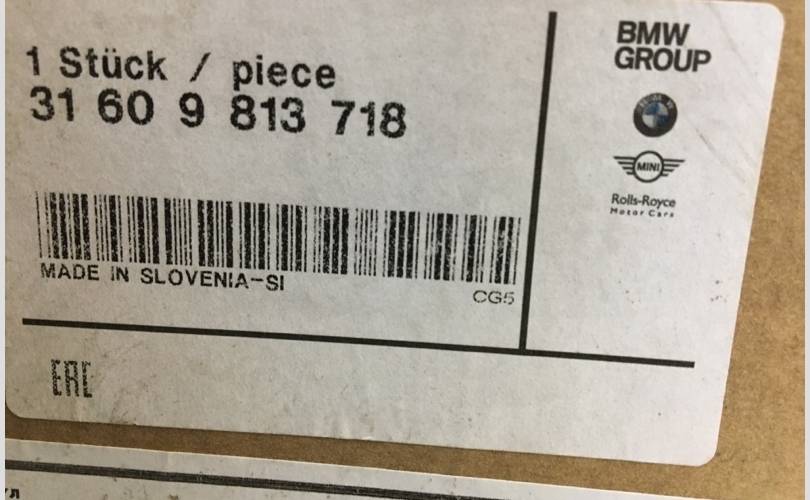 1 Stück / piece
31 60 9 813 718
MADE IN SLOVENIA-SI
CG5
BMW
GROUP
MINI
Rolls-Royce
Motor Cars
EAC